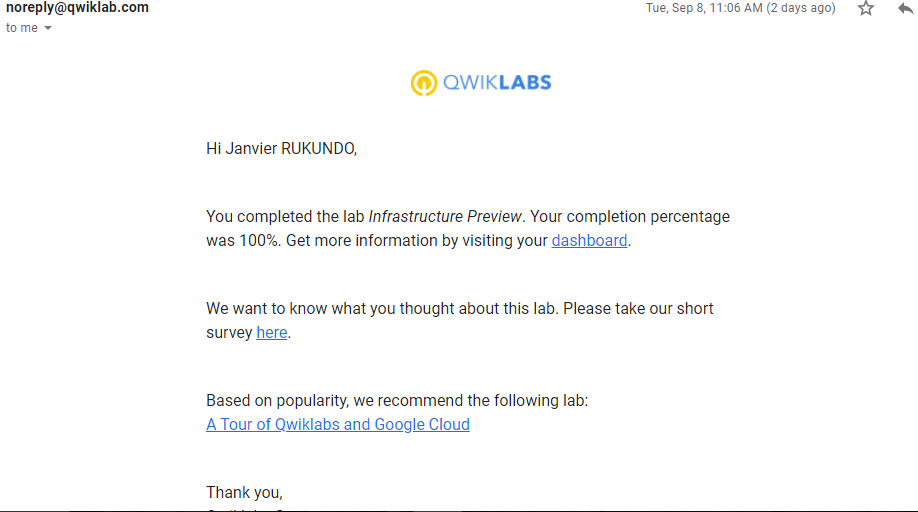 noreply@qwiklab.com
Tue, Sep 8, 11:06 AM (2 days ago)
to me
QWIKLABS
Hi Janvier RUKUNDO,
You completed the lab Infrastructure Preview. Your completion percentage
was 100%. Get more information by visiting your dashboard.
We want to know what you thought about this lab. Please take our short
survey here.
Based on popularity, we recommend the following lab:
A Tour of Qwiklabs and Google Cloud
Thank you,